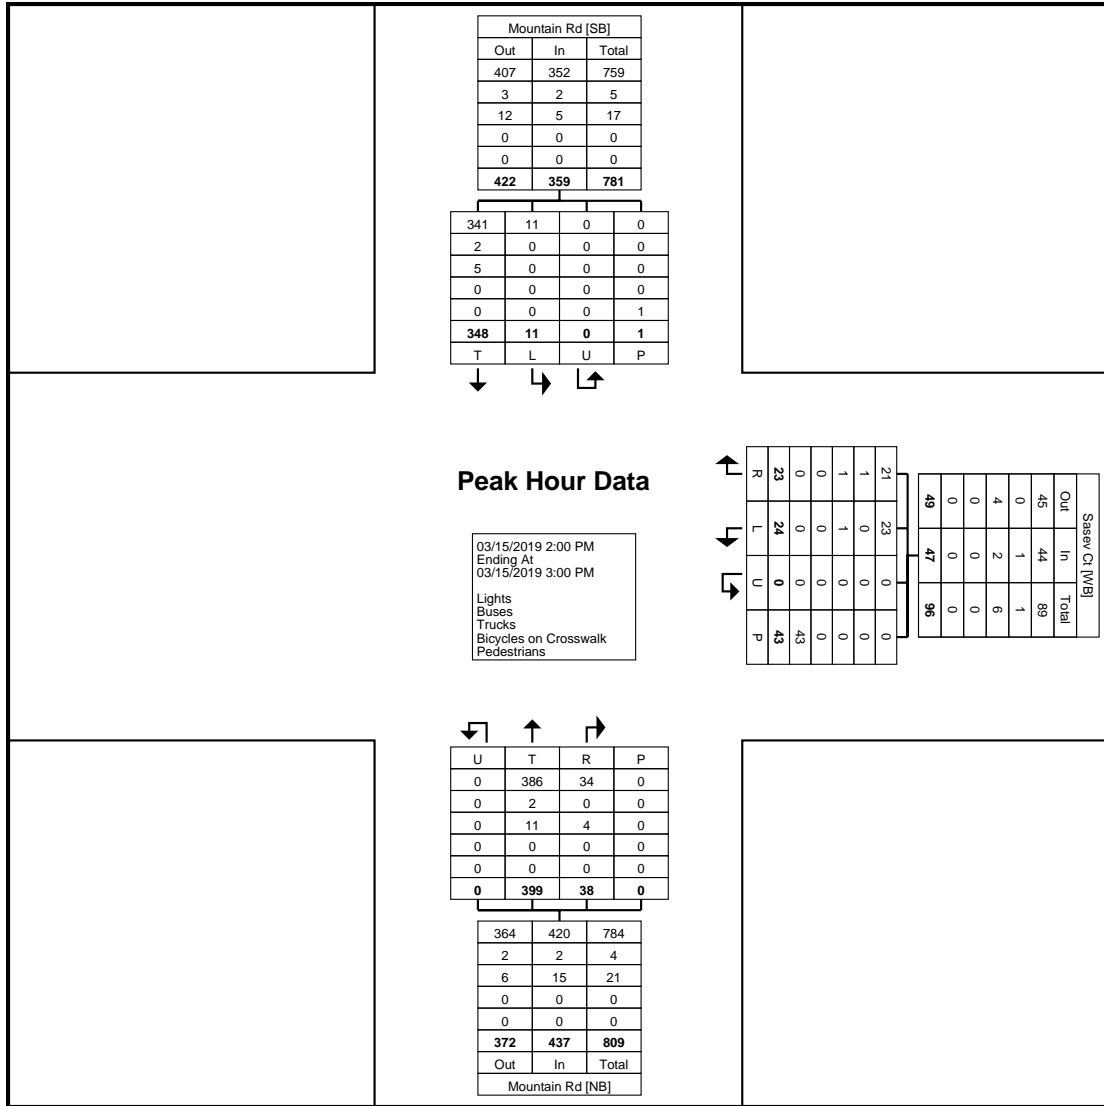 Mountain Rd [SB]
Out In Total
407 352 759
3 2 5
12 5 17
0 0 0
0 0 0
422 359 781
341 11 0 0
2 0 0 0
5 0 0 0
0 0 0 0
0 0 0 1
348 11 0 1
T L U P
Peak Hour Data
03/15/2019 2:00 PM
Ending At
03/15/2019 3:00 PM
Lights
Buses
Trucks
Bicycles on Crosswalk
Pedestrians
Sasev Ct [WB]
Out In Total
45 44 89
0 1 1
4 2 6
0 0 0
0 0 0
49 47 96
21 23 0 0
1 0 0 0
1 1 0 0
0 0 0 0
0 0 0 43
23 24 0 43
R L U P
U T R P
0 386 34 0
0 2 0 0
0 11 4 0
0 0 0 0
0 0 0 0
0 399 38 0
364 420 784
2 2 4
6 15 21
0 0 0
0 0 0
372 437 809
Out In Total
Mountain Rd [NB]